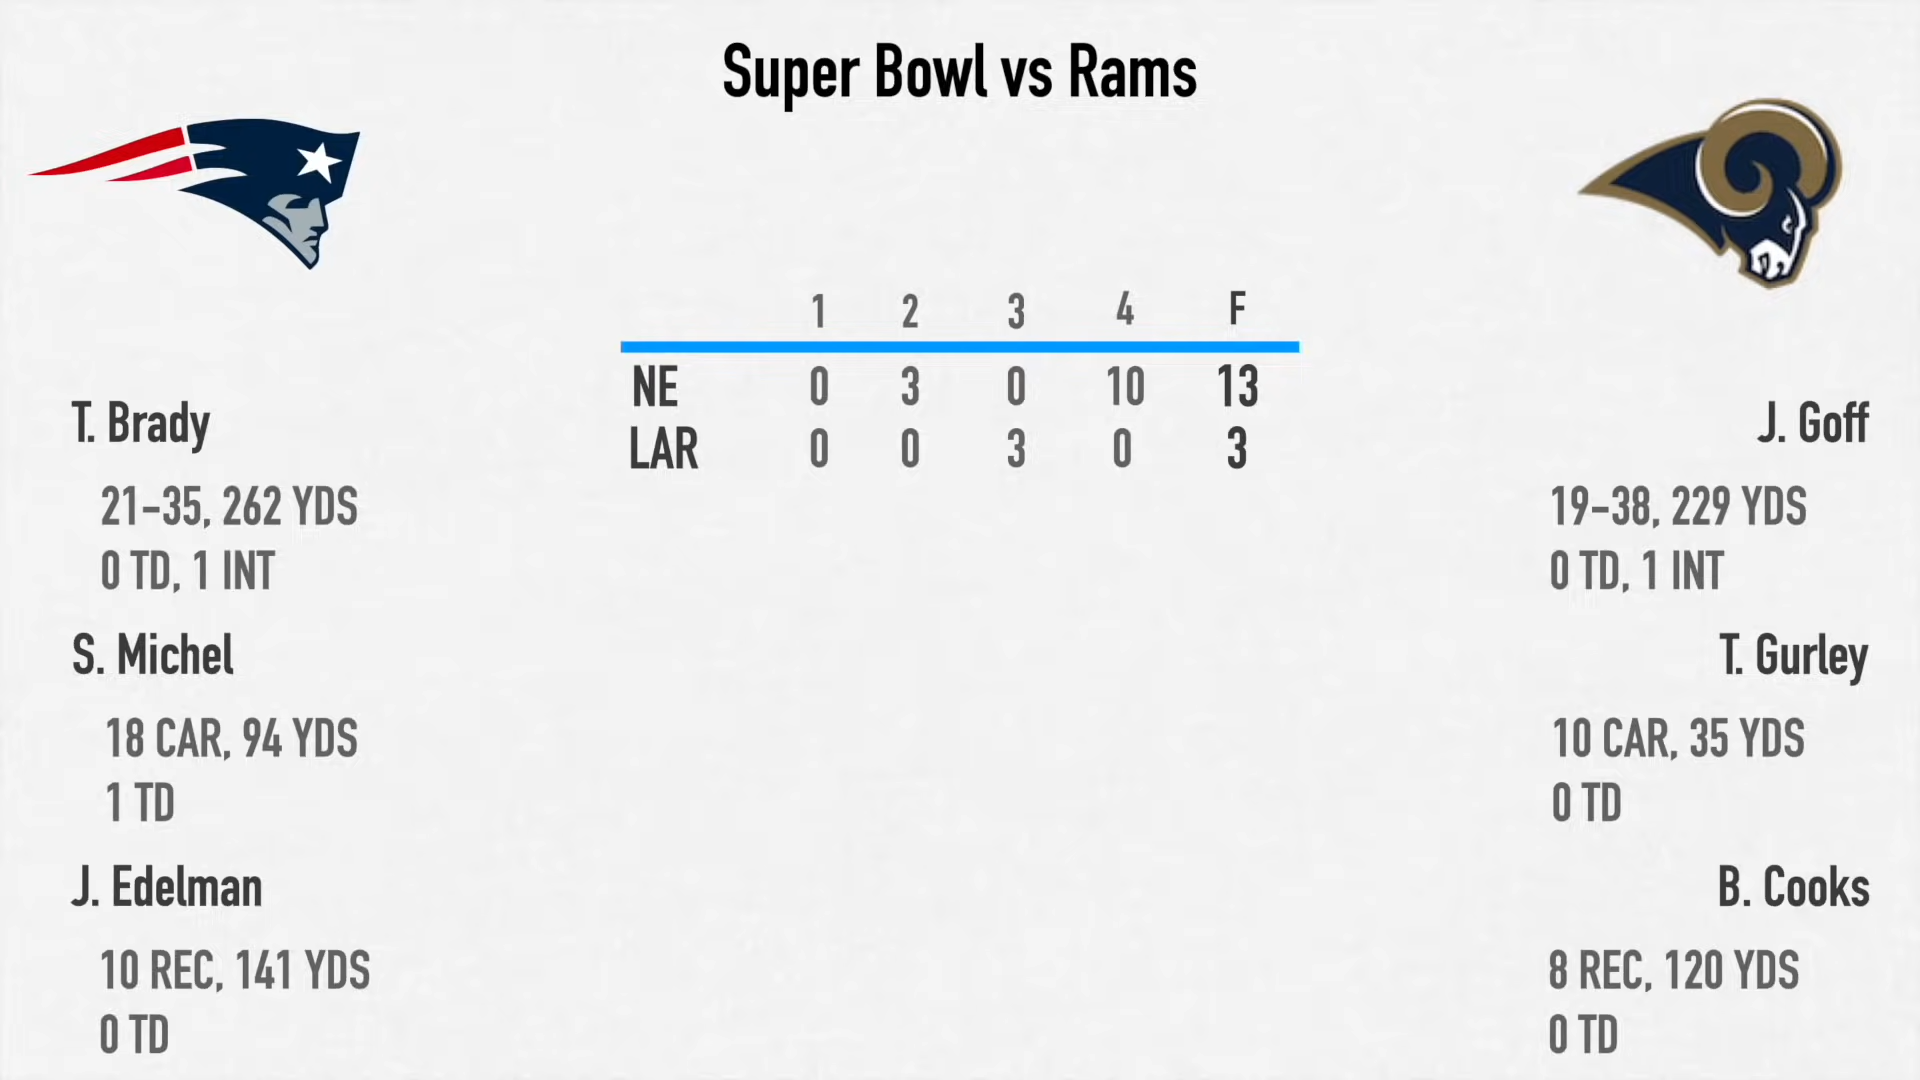 Super Bowl vs Rams
1 2 3 4 F
NE 0 3 0 10 13
LAR 0 0 3 0 3
T. Brady
21-35, 262 YDS
0 TD, 1 INT
S. Michel
18 CAR, 94 YDS
1 TD
J. Edelman
10 REC, 141 YDS
0 TD
J. Goff
19-38, 229 YDS
0 TD, 1 INT
T. Gurley
10 CAR, 35 YDS
0 TD
B. Cooks
8 REC, 120 YDS
0 TD